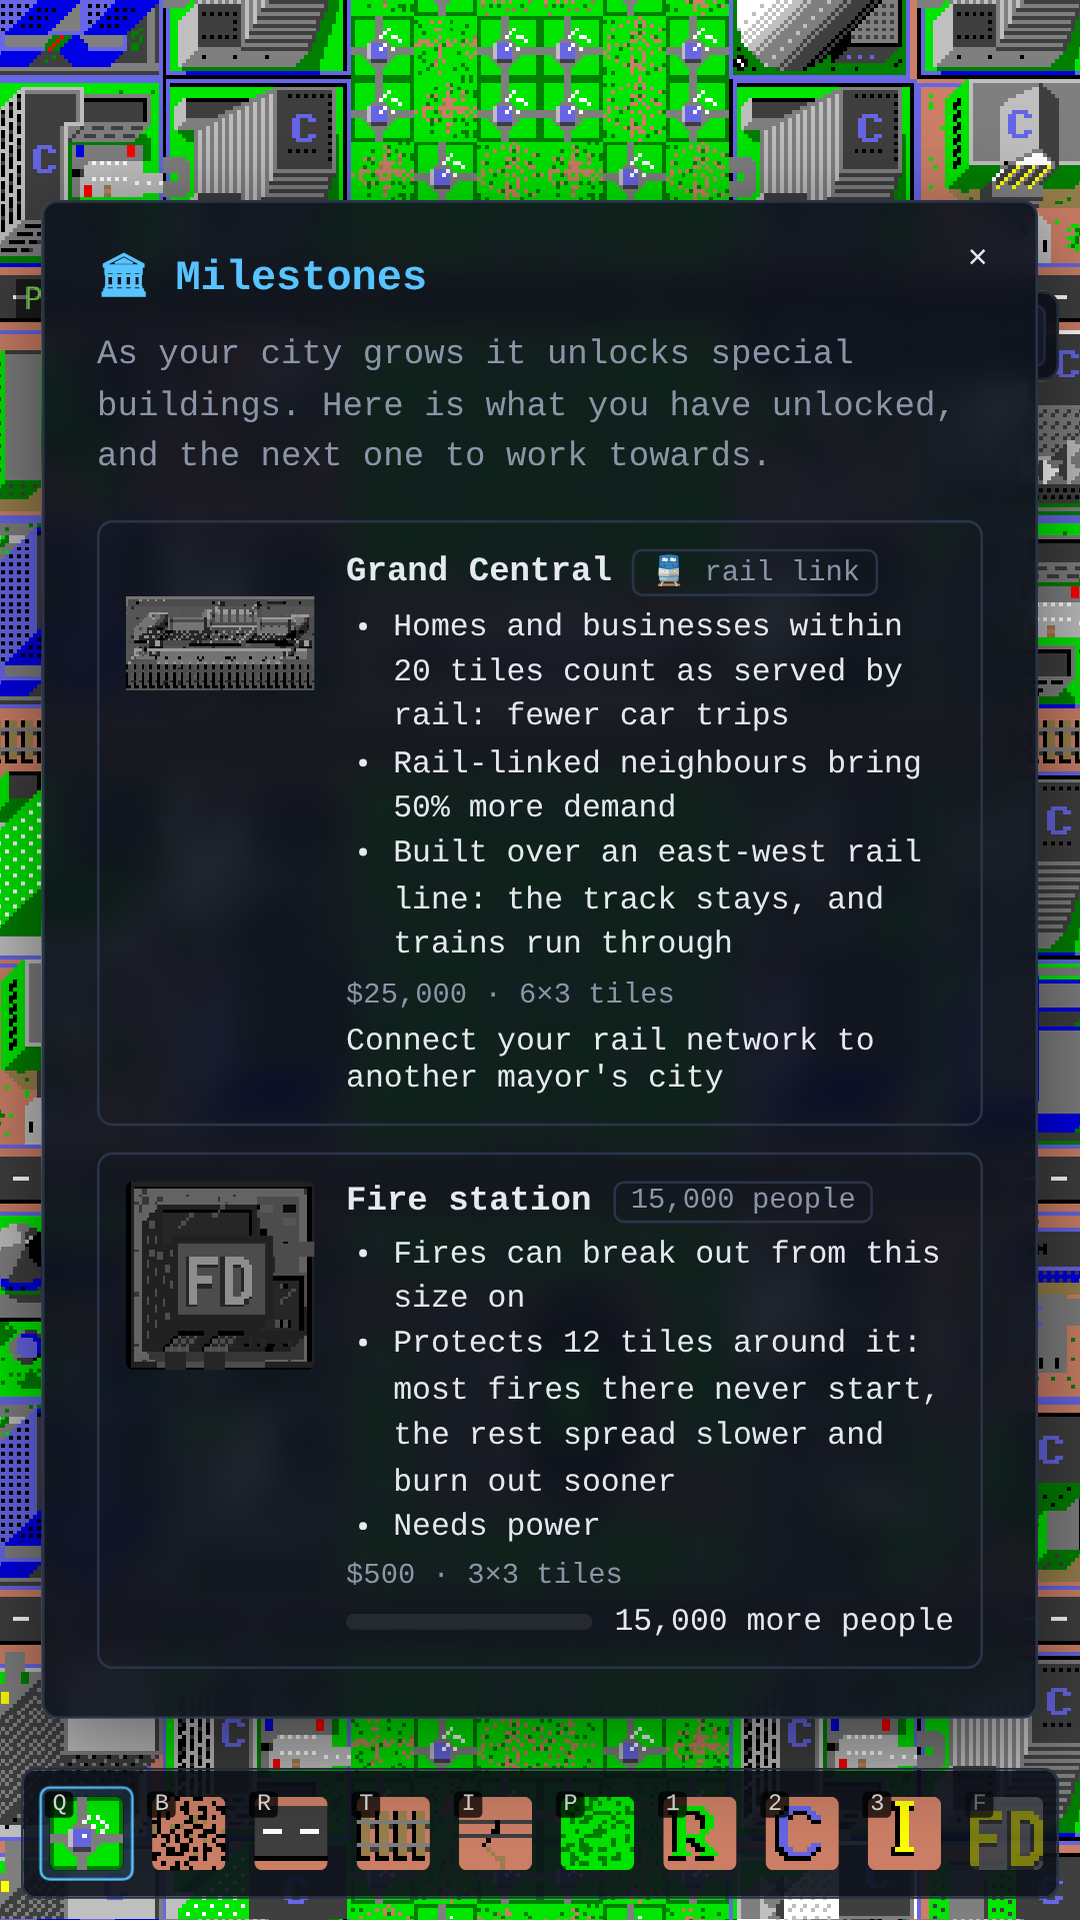 C
C
C
C
🏛 Milestones
×
As your city grows it unlocks special
buildings. Here is what you have unlocked,
and the next one to work towards.
P
C
Grand Central
🚆 rail link
• Homes and businesses within
20 tiles count as served by
rail: fewer car trips
• Rail-linked neighbours bring
50% more demand
• Built over an east-west rail
line: the track stays, and
trains run through
$25,000 · 6×3 tiles
Connect your rail network to
another mayor's city
C
FD
Fire station
15,000 people
• Fires can break out from this
size on
• Protects 12 tiles around it:
most fires there never start,
the rest spread slower and
burn out sooner
• Needs power
$500 · 3×3 tiles
15,000 more people
C
C
C
C
Q
B
R
T
I
P
1
R
2
C
3
I
F
FD